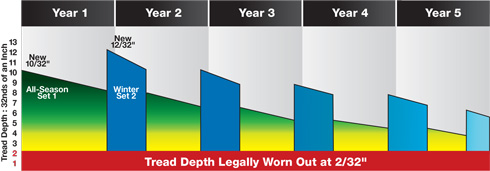 Year 1
Year 2
Year 3
Year 4
Year 5
Tread Depth : 32nds of an Inch
13
12
11
10
9
8
7
6
5
4
3
2
1
New
10/32"
New
12/32"
All-Season
Set 1
Winter
Set 2
Tread Depth Legally Worn Out at 2/32"